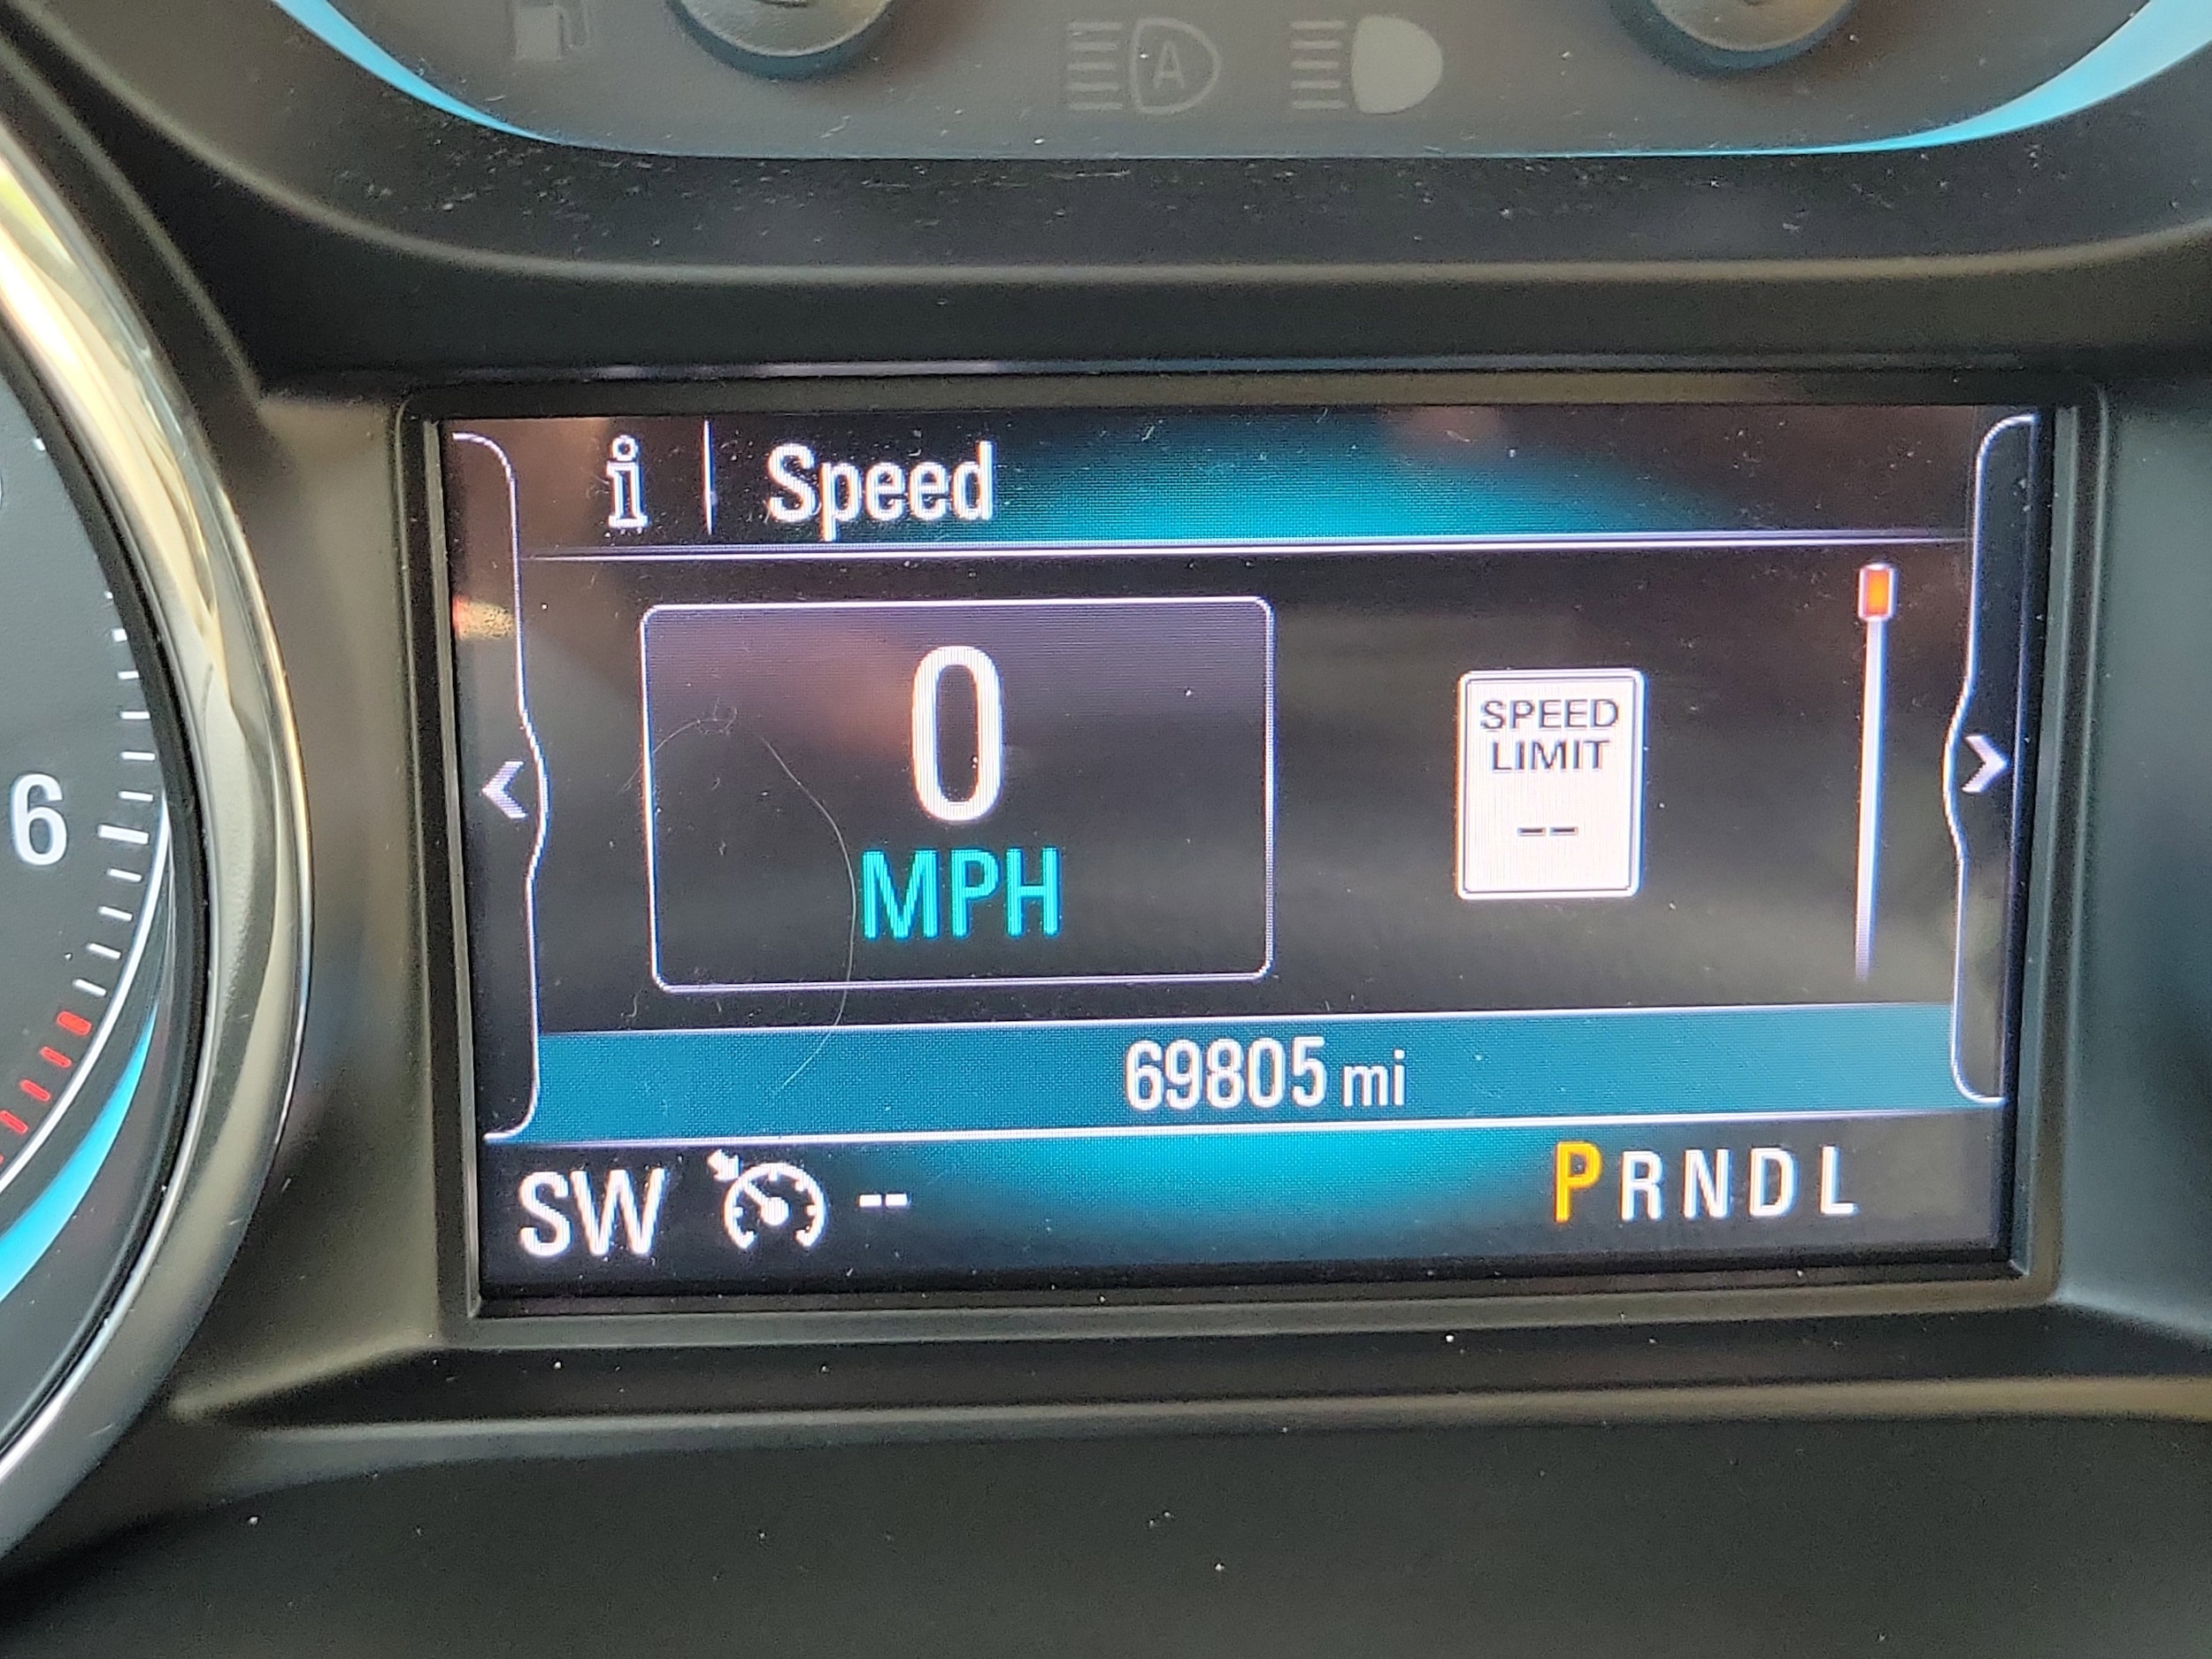 A
i Speed
6
0
MPH
SPEED
LIMIT
--
69805 mi
SW -- PRNDL